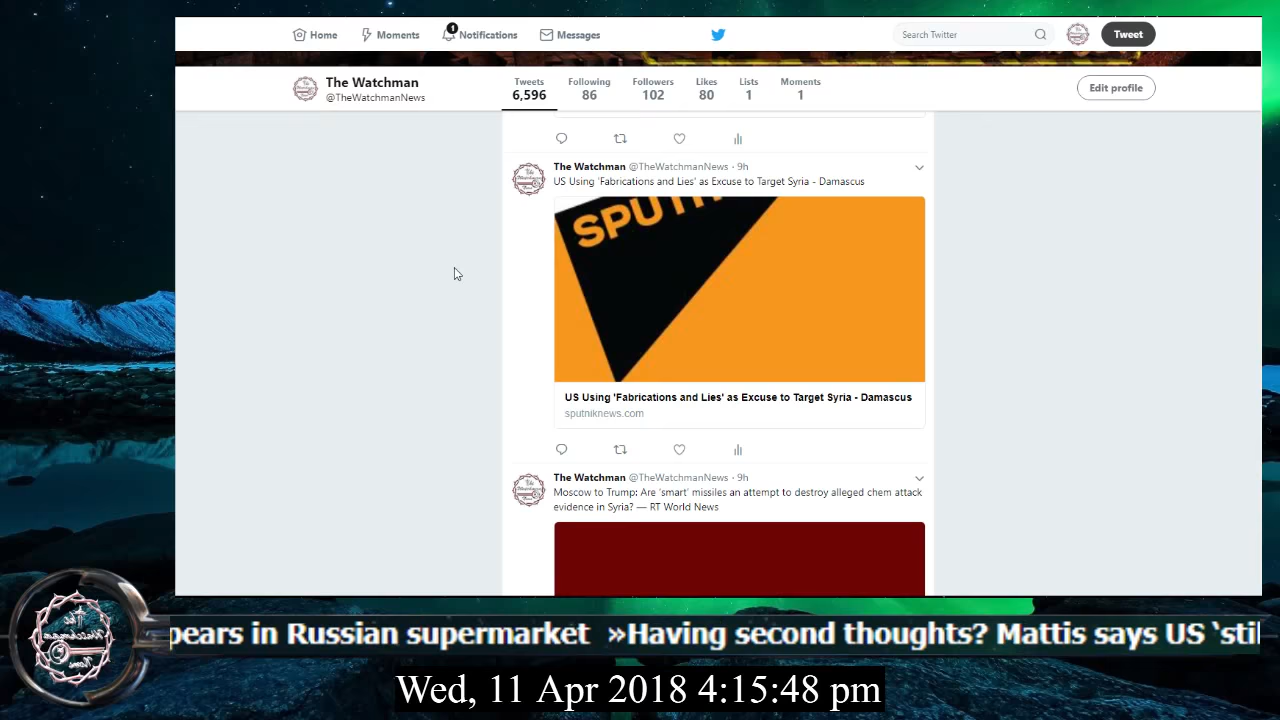 Home
Moments
1
Notifications
Messages
Search Twitter
Tweet
The Watchman
@TheWatchmanNews
Tweets
6,596
Following
86
Followers
102
Likes
80
Lists
1
Moments
1
Edit profile
The Watchman @TheWatchmanNews · 9h
US Using 'Fabrications and Lies' as Excuse to Target Syria - Damascus
US Using 'Fabrications and Lies' as Excuse to Target Syria - Damascus
sputniknews.com
The Watchman @TheWatchmanNews · 9h
Moscow to Trump: Are 'smart' missiles an attempt to destroy alleged chem attack
evidence in Syria? — RT World News
pears in Russian supermarket »Having second thoughts? Mattis says US 'stil
Wed, 11 Apr 2018 4:15:48 pm